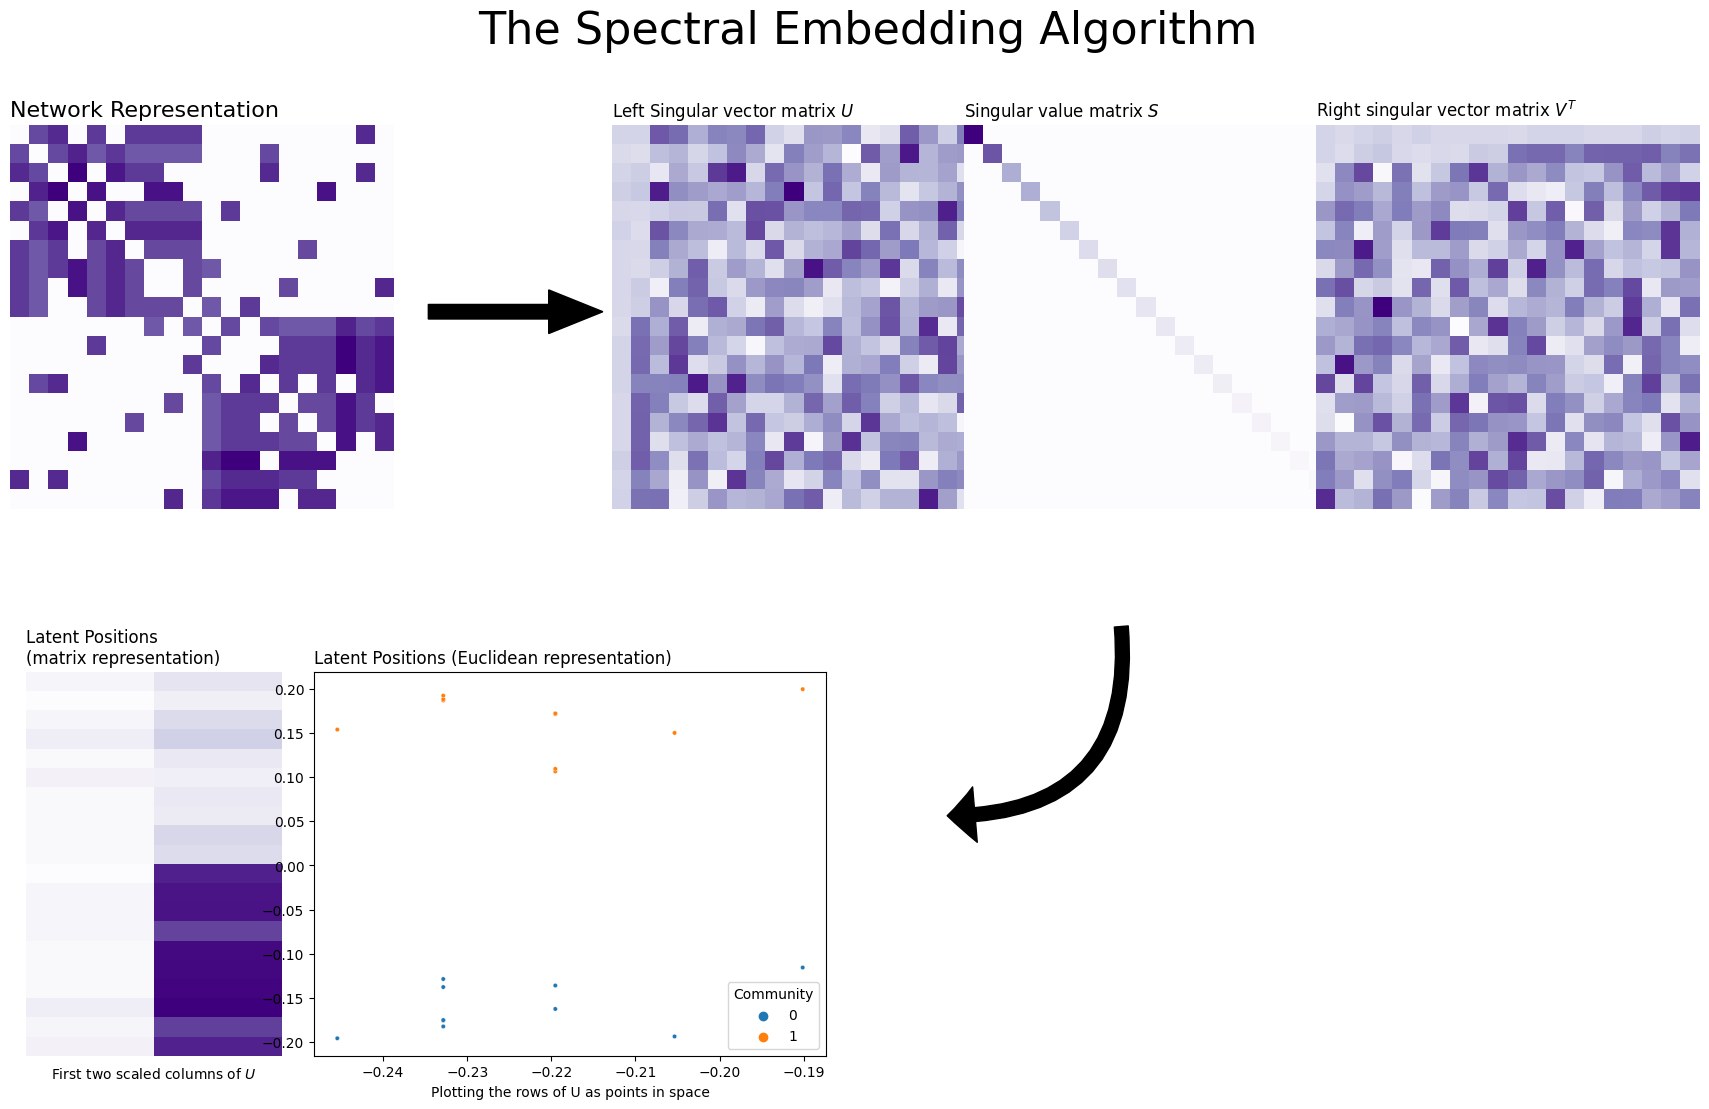 The Spectral Embedding Algorithm
Network Representation
Left Singular vector matrix U
Singular value matrix S
Right singular vector matrix V^T
Latent Positions
(matrix representation)
First two scaled columns of U
Latent Positions (Euclidean representation)
0.20
0.15
0.10
0.05
0.00
−0.05
−0.10
−0.15
−0.20
Community
0
1
−0.24
−0.23
−0.22
−0.21
−0.20
−0.19
Plotting the rows of U as points in space